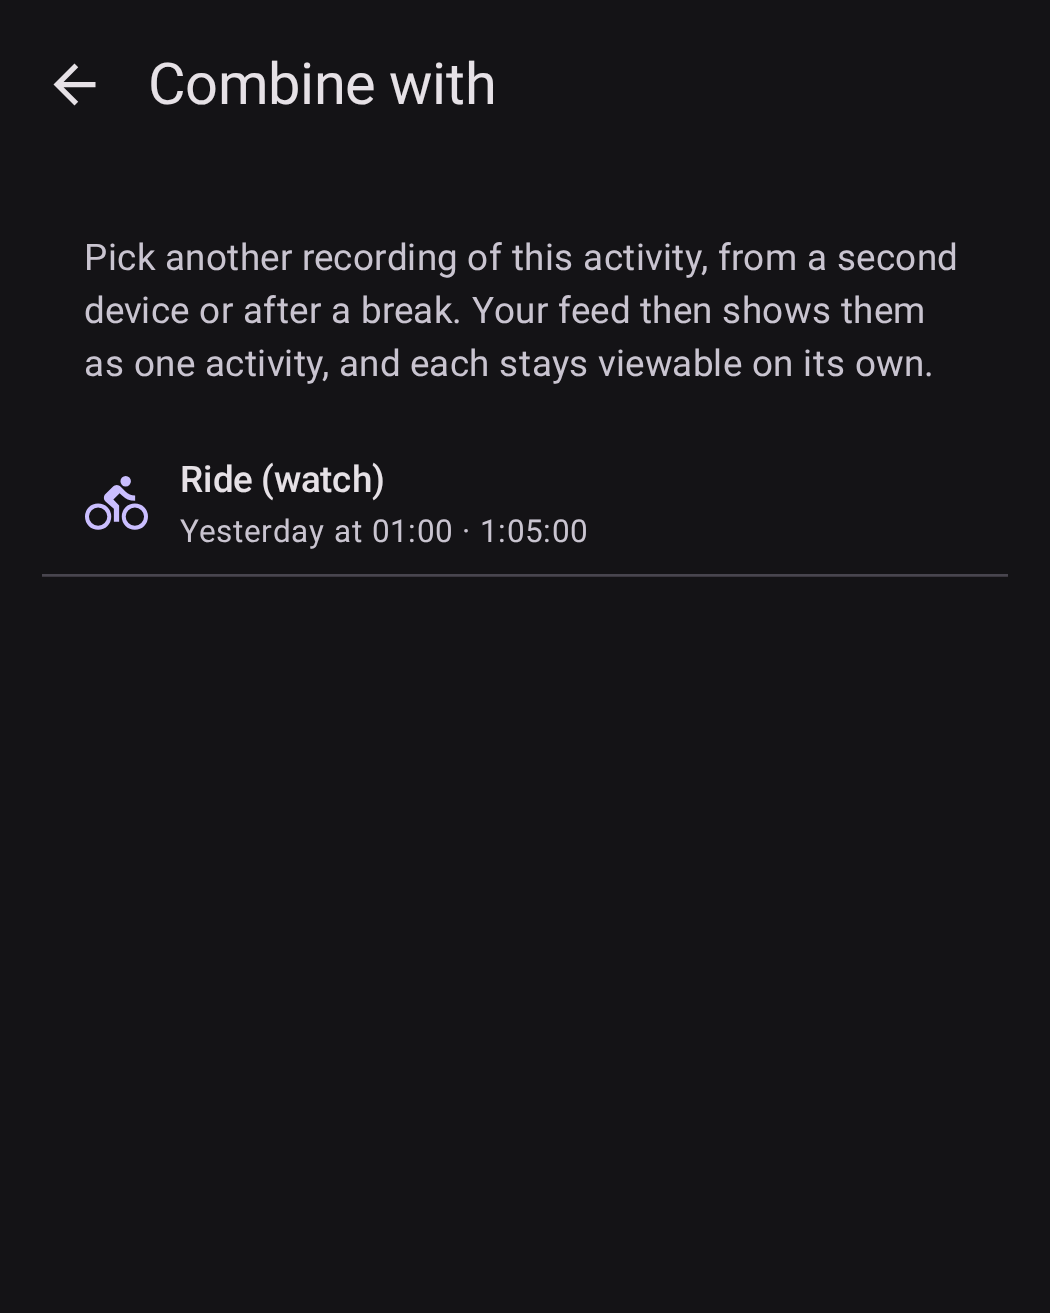 Combine with
Pick another recording of this activity, from a second
device or after a break. Your feed then shows them
as one activity, and each stays viewable on its own.
Ride (watch)
Yesterday at 01:00 · 1:05:00